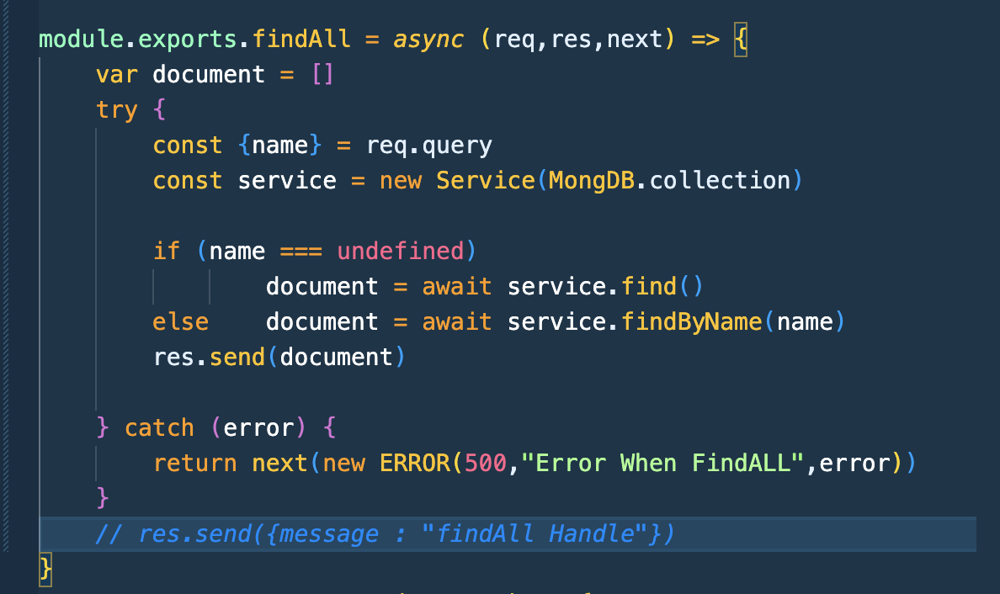 module.exports.findAll = async (req,res,next) => {
    var document = []
    try {
        const {name} = req.query
        const service = new Service(MongDB.collection)

        if (name === undefined)
                document = await service.find()
        else    document = await service.findByName(name)
        res.send(document)

    } catch (error) {
        return next(new ERROR(500,"Error When FindALL",error))
    }
    // res.send({message : "findAll Handle"})
}